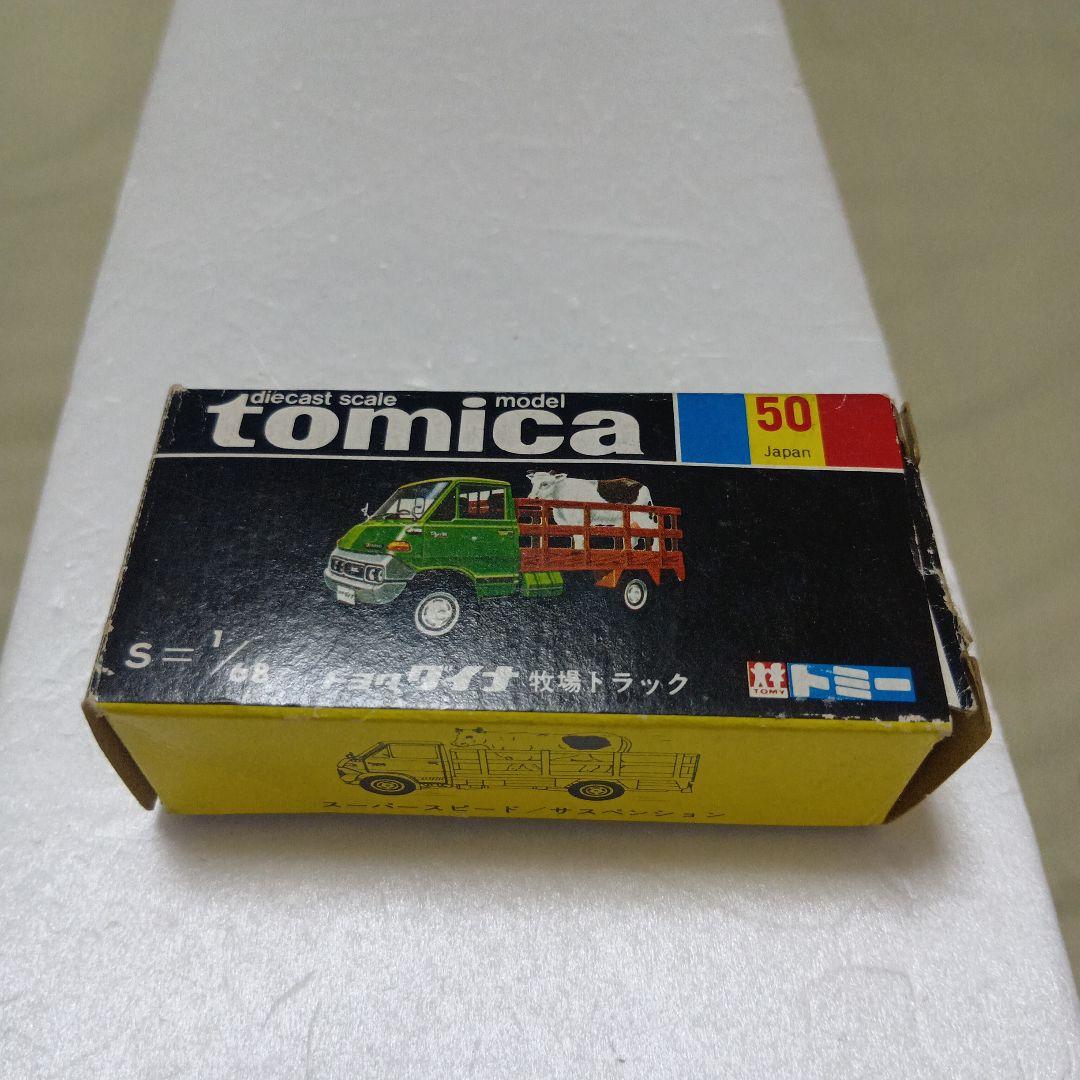 diecast scale model
tomica
50
Japan
S=1/68
トヨタ ダイナ 牧場トラック
TOMY
トミー
スーパースピード/サスペンション